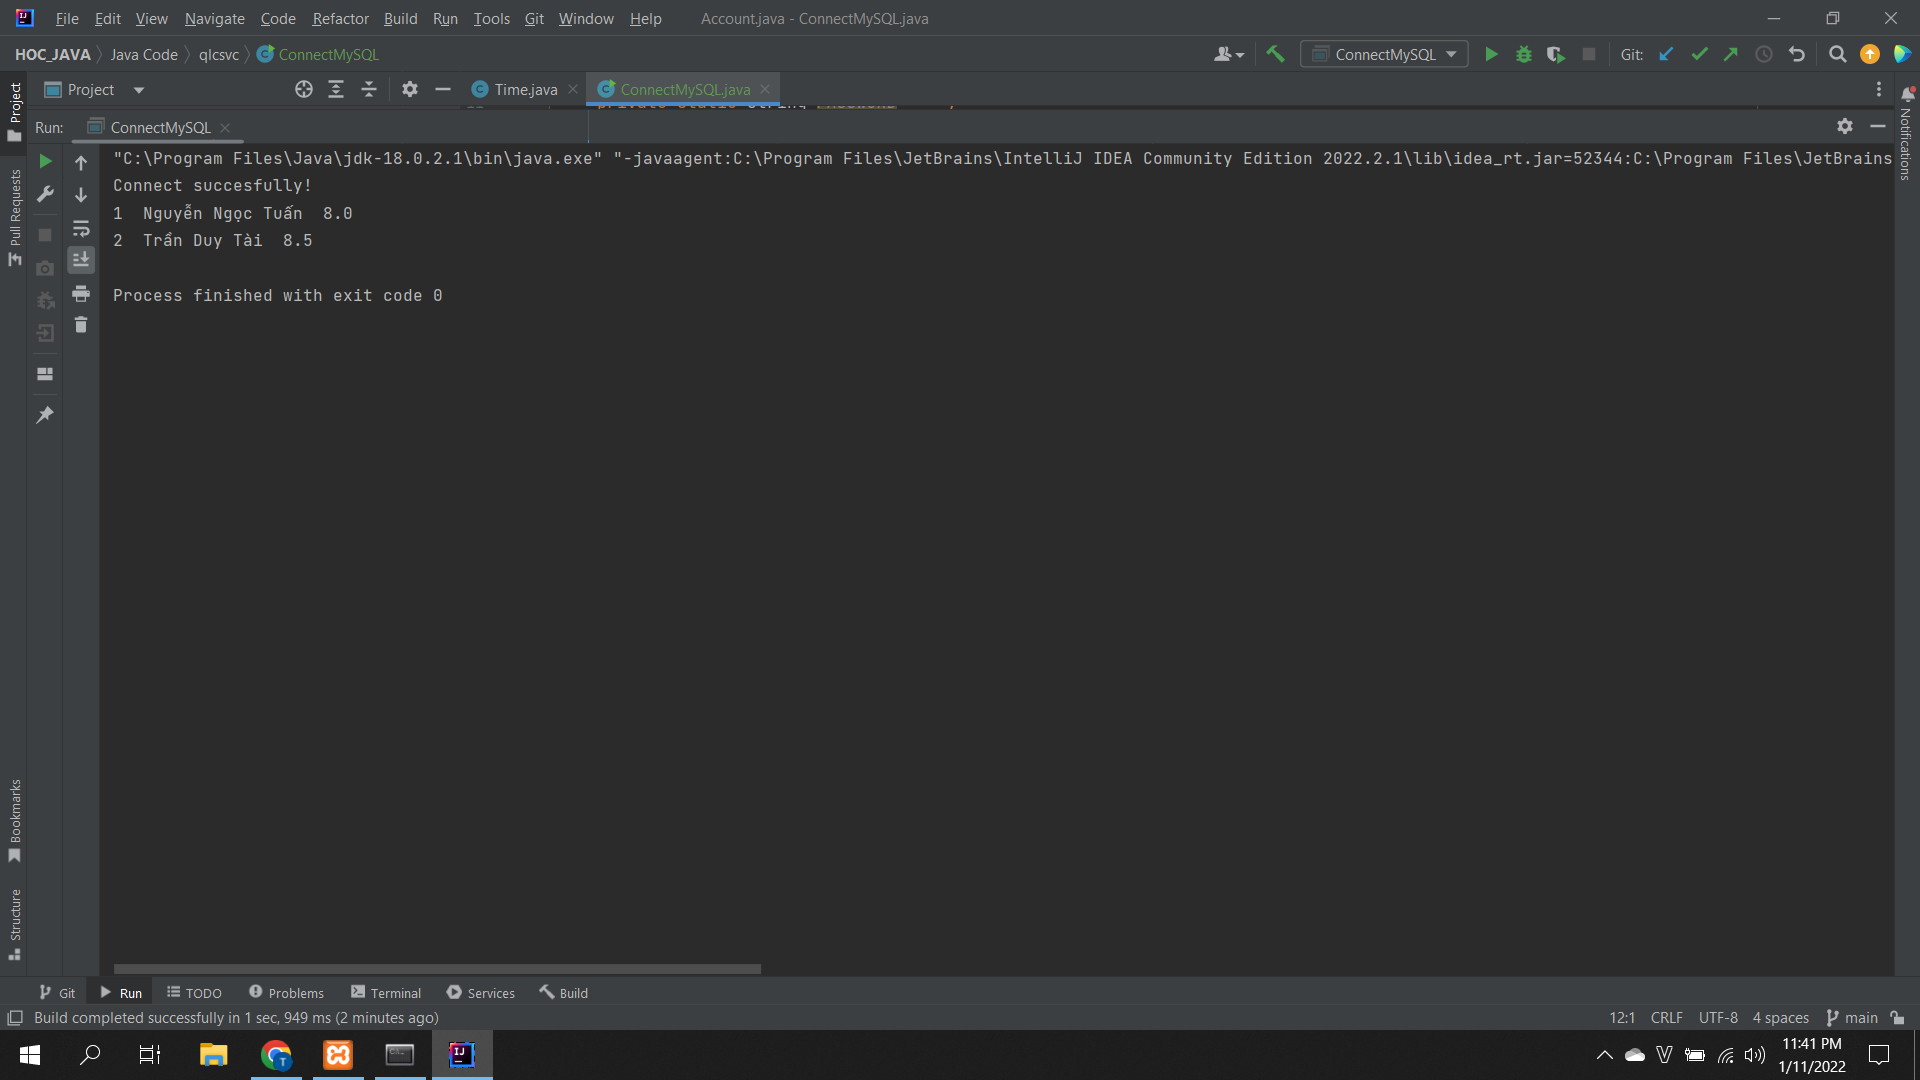 File Edit View Navigate Code Refactor Build Run Tools Git Window Help Account.java - ConnectMySQL.java
HOC_JAVA Java Code qlcsvc ConnectMySQL ConnectMySQL Git:
Project Time.java ConnectMySQL.java
Run: ConnectMySQL
"C:\Program Files\Java\jdk-18.0.2.1\bin\java.exe" "-javaagent:C:\Program Files\JetBrains\IntelliJ IDEA Community Edition 2022.2.1\lib\idea_rt.jar=52344:C:\Program Files\JetBrains
Connect succesfully!
1 Nguyễn Ngọc Tuấn 8.0
2 Trần Duy Tài 8.5
Process finished with exit code 0
Project
Pull Requests
Bookmarks
Structure
Notifications
Git Run TODO Problems Terminal Services Build
Build completed successfully in 1 sec, 949 ms (2 minutes ago) 12:1 CRLF UTF-8 4 spaces main
11:41 PM
1/11/2022